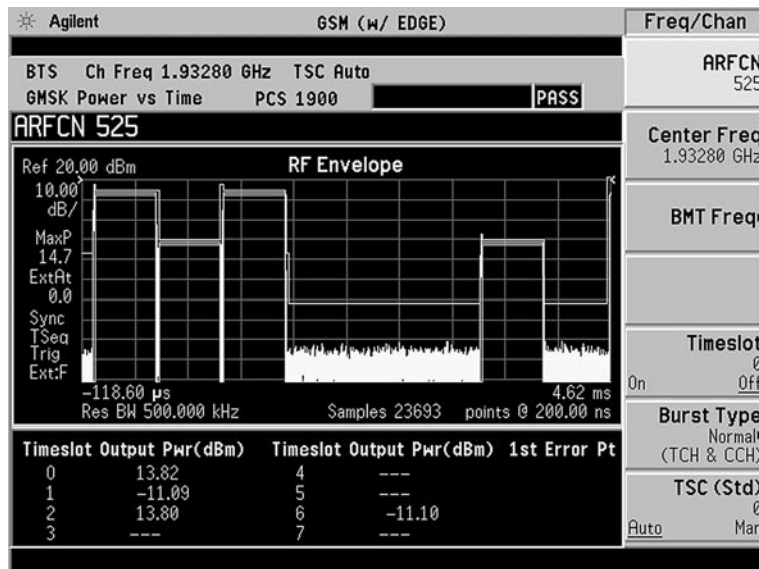 Agilent GSM (w/ EDGE) Freq/Chan
BTS Ch Freq 1.93280 GHz TSC Auto
GMSK Power vs Time PCS 1900 PASS
ARFCN 525
Ref 20.00 dBm RF Envelope
10.00
dB/
MaxP
14.7
ExtAt
0.0
Sync
TSeq
Trig
Ext:F
-118.60 µs 4.62 ms
Res BW 500.000 kHz Samples 23693 points @ 200.00 ns
Timeslot Output Pwr(dBm) Timeslot Output Pwr(dBm) 1st Error Pt
0 13.82 4 ---
1 -11.09 5 ---
2 13.80 6 -11.10
3 --- 7 ---
ARFCN
525
Center Freq
1.93280 GHz
BMT Freq
Timeslot
0
On Off
Burst Type
Normal
(TCH & CCH)
TSC (Std)
0
Auto Man